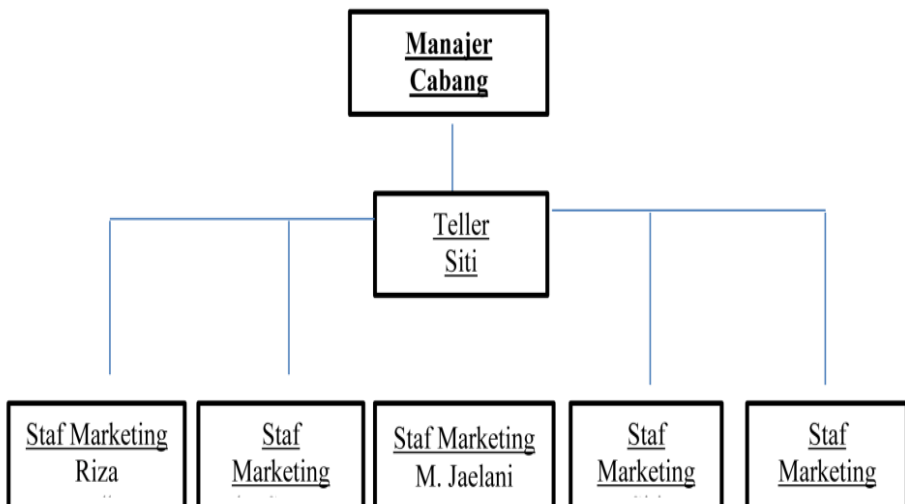 Manajer
Cabang
Teller
Siti
Staf Marketing
Riza
Staf
Marketing
Staf Marketing
M. Jaelani
Staf
Marketing
Staf
Marketing